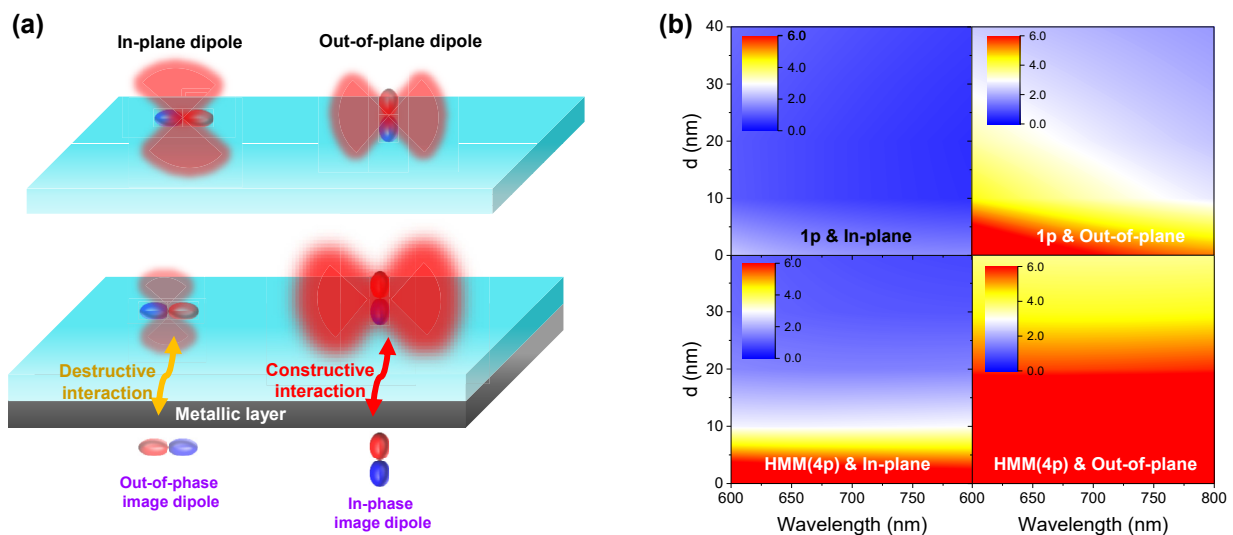 (a)
In-plane dipole
Out-of-plane dipole
Destructive
interaction
Constructive
interaction
Metallic layer
Out-of-phase
image dipole
In-phase
image dipole
(b)
40
30
20
10
0
d (nm)
6.0
4.0
2.0
0.0
1p & In-plane
6.0
4.0
2.0
0.0
1p & Out-of-plane
30
20
10
0
d (nm)
6.0
4.0
2.0
0.0
HMM(4p) & In-plane
6.0
4.0
2.0
0.0
HMM(4p) & Out-of-plane
600 650 700 750 600 650 700 750 800
Wavelength (nm) Wavelength (nm)